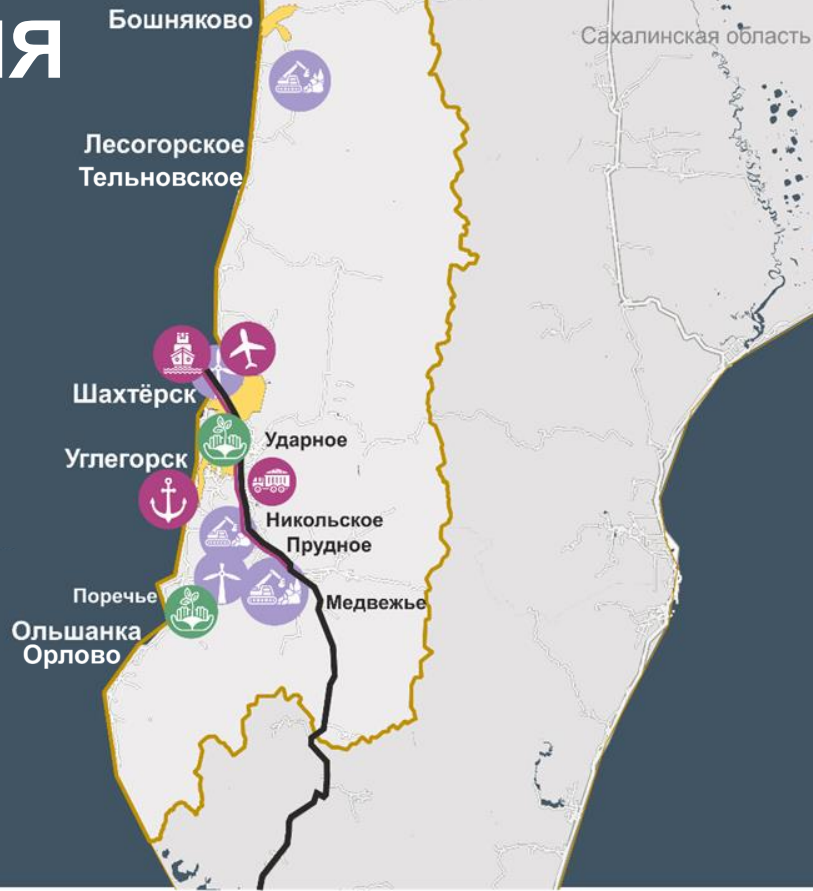 ИЯ
Бошняково
Сахалинская область
Лесогорское
Тельновское
Шахтёрск
Ударное
Углегорск
Никольское
Прудное
Поречье
Медвежье
Ольшанка
Орлово